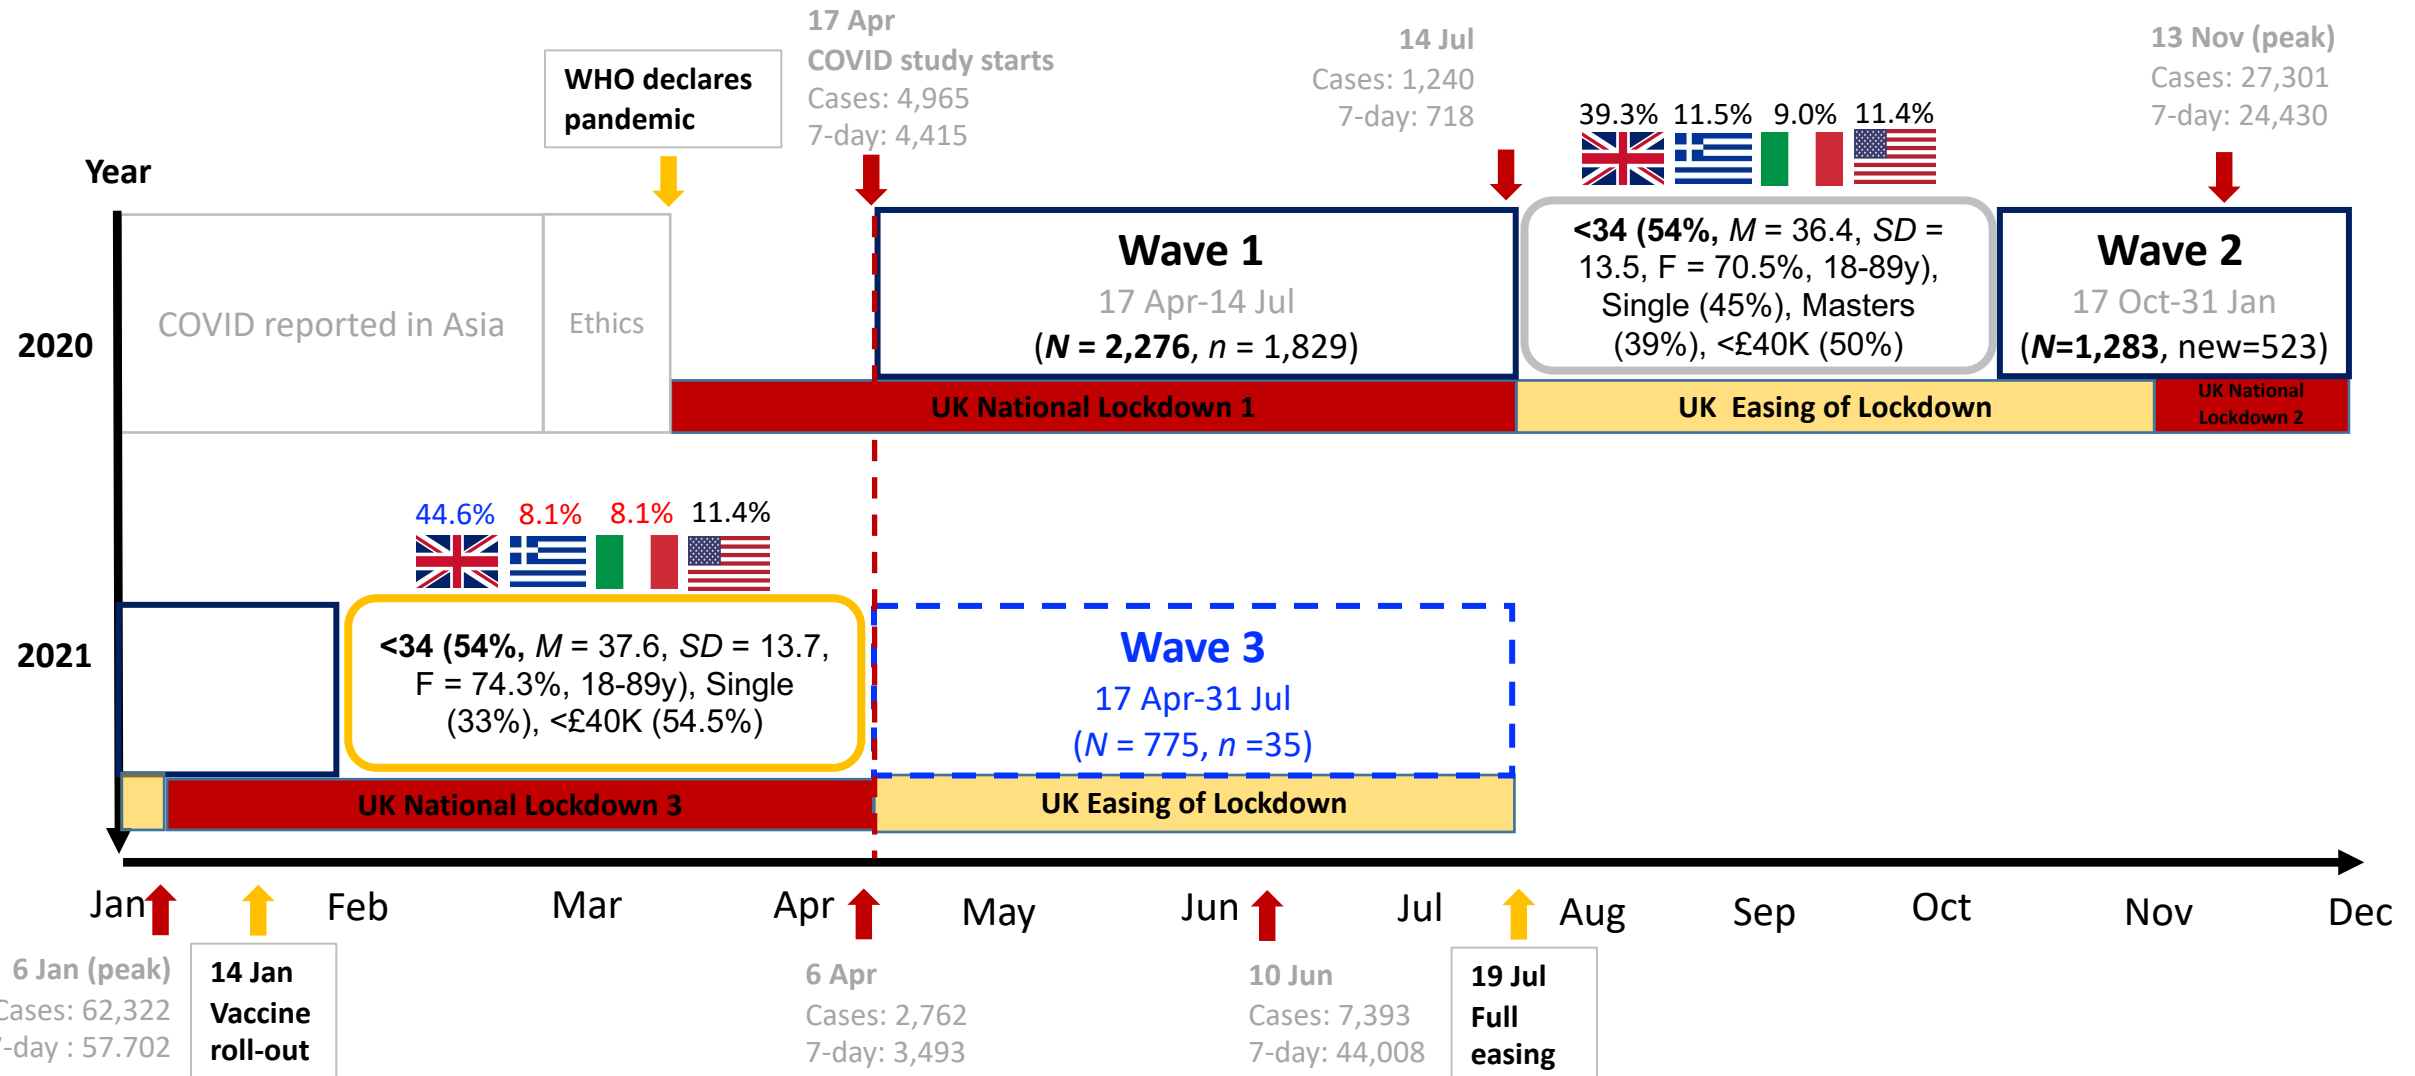 17 Apr
COVID study starts
Cases: 4,965
7-day: 4,415
14 Jul
Cases: 1,240
7-day: 718
13 Nov (peak)
Cases: 27,301
7-day: 24,430
WHO declares
pandemic
39.3% 11.5% 9.0% 11.4%
Year
2020
COVID reported in Asia
Ethics
Wave 1
17 Apr-14 Jul
(N = 2,276, n = 1,829)
<34 (54%, M = 36.4, SD =
13.5, F = 70.5%, 18-89y),
Single (45%), Masters
(39%), <£40K (50%)
Wave 2
17 Oct-31 Jan
(N=1,283, new=523)
UK National Lockdown 1
UK Easing of Lockdown
UK National
Lockdown 2
44.6% 8.1% 8.1% 11.4%
2021
<34 (54%, M = 37.6, SD = 13.7,
F = 74.3%, 18-89y), Single
(33%), <£40K (54.5%)
Wave 3
17 Apr-31 Jul
(N = 775, n =35)
UK National Lockdown 3
UK Easing of Lockdown
Jan Feb Mar Apr May Jun Jul Aug Sep Oct Nov Dec
6 Jan (peak)
Cases: 62,322
7-day : 57.702
14 Jan
Vaccine
roll-out
6 Apr
Cases: 2,762
7-day: 3,493
10 Jun
Cases: 7,393
7-day: 44,008
19 Jul
Full
easing